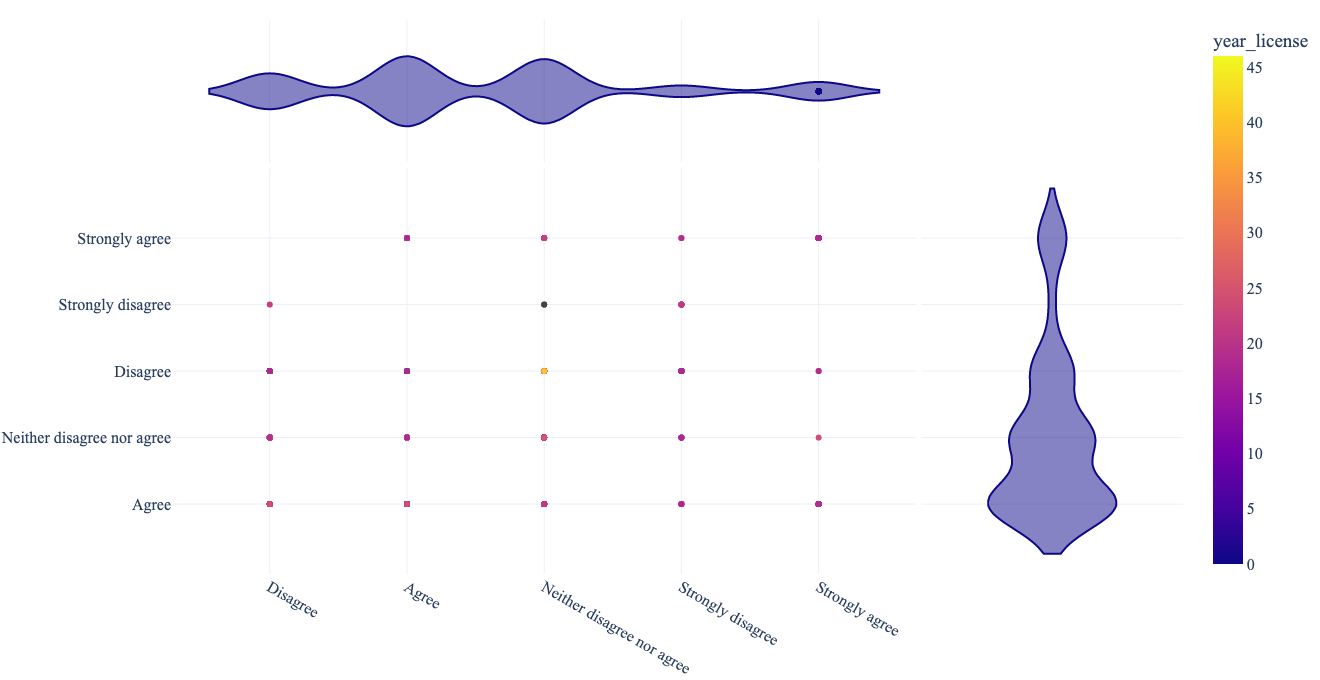 year_license
45
40
35
30
25
20
15
10
5
0
Strongly agree
Strongly disagree
Disagree
Neither disagree nor agree
Agree
Disagree
Agree
Neither disagree nor agree
Strongly disagree
Strongly agree